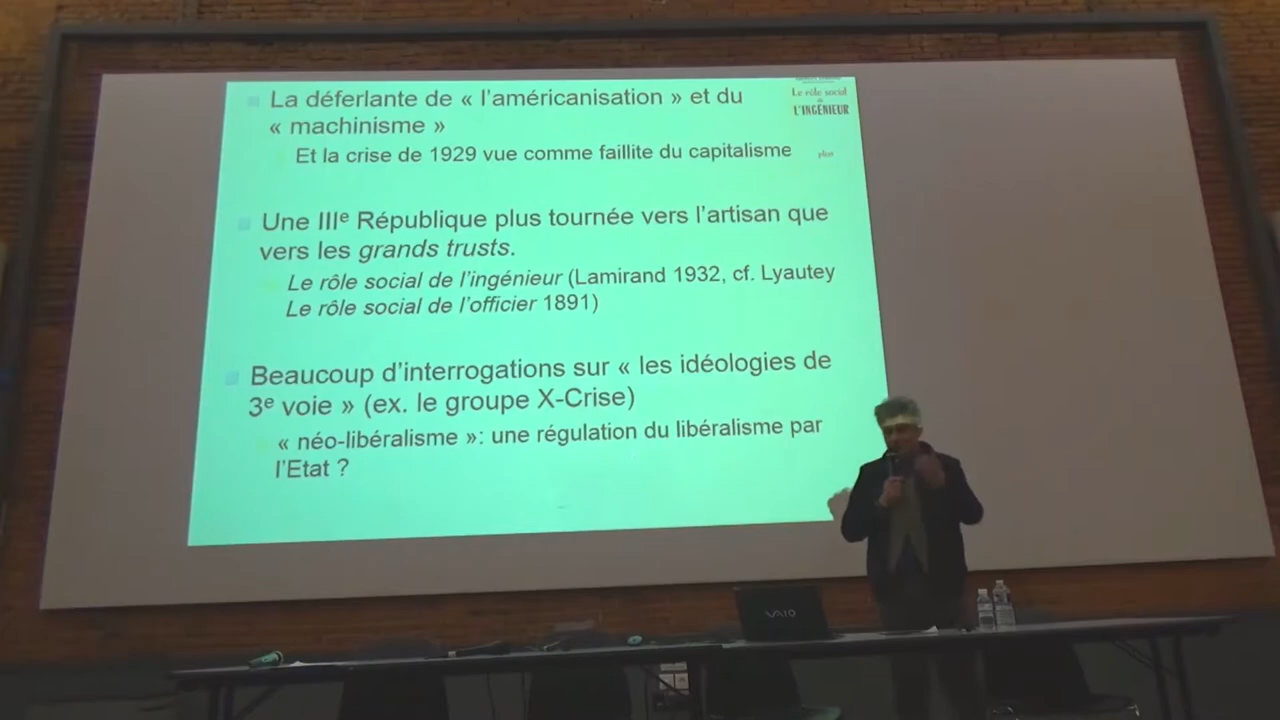 La déferlante de « l'américanisation » et du
« machinisme »
Et la crise de 1929 vue comme faillite du capitalisme
Le rôle social
de
L'INGÉNIEUR
plon
Une IIIe République plus tournée vers l'artisan que
vers les grands trusts.
Le rôle social de l'ingénieur (Lamirand 1932, cf. Lyautey
Le rôle social de l'officier 1891)
Beaucoup d'interrogations sur « les idéologies de
3e voie » (ex. le groupe X-Crise)
« néo-libéralisme »: une régulation du libéralisme par
l'Etat ?
VAIO